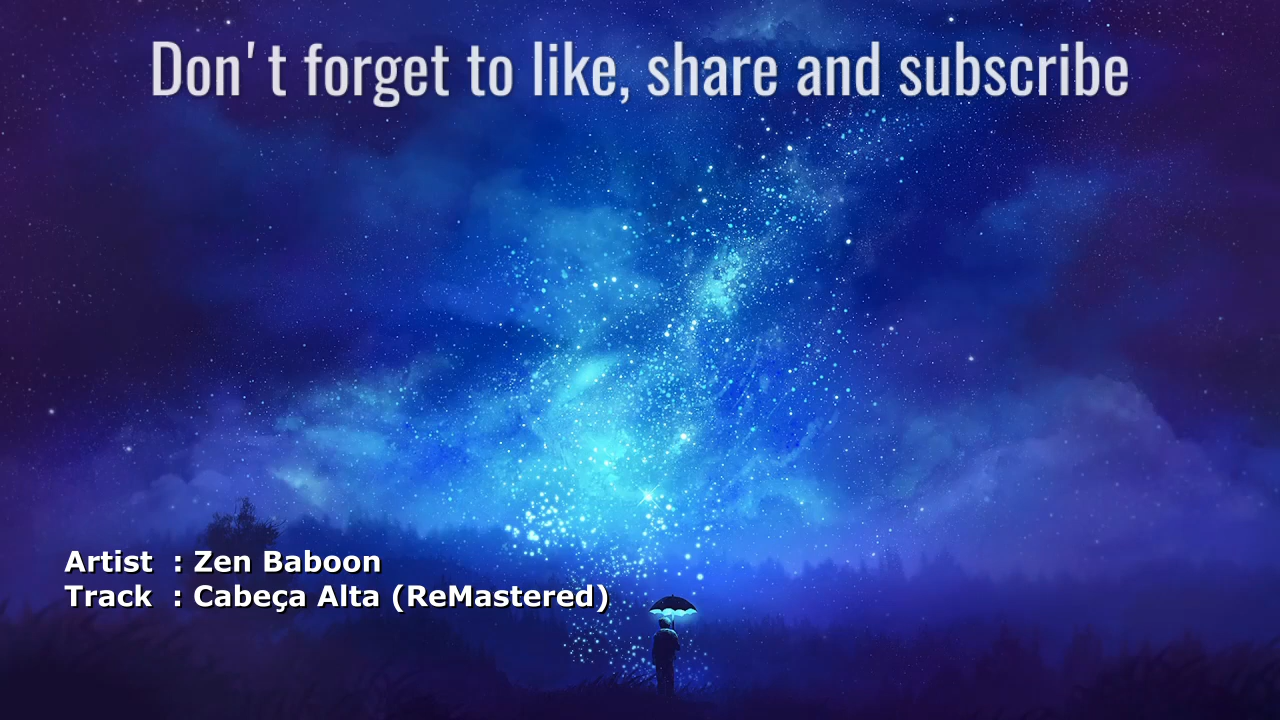 Don't forget to like, share and subscribe
Artist : Zen Baboon
Track : Cabeça Alta (ReMastered)